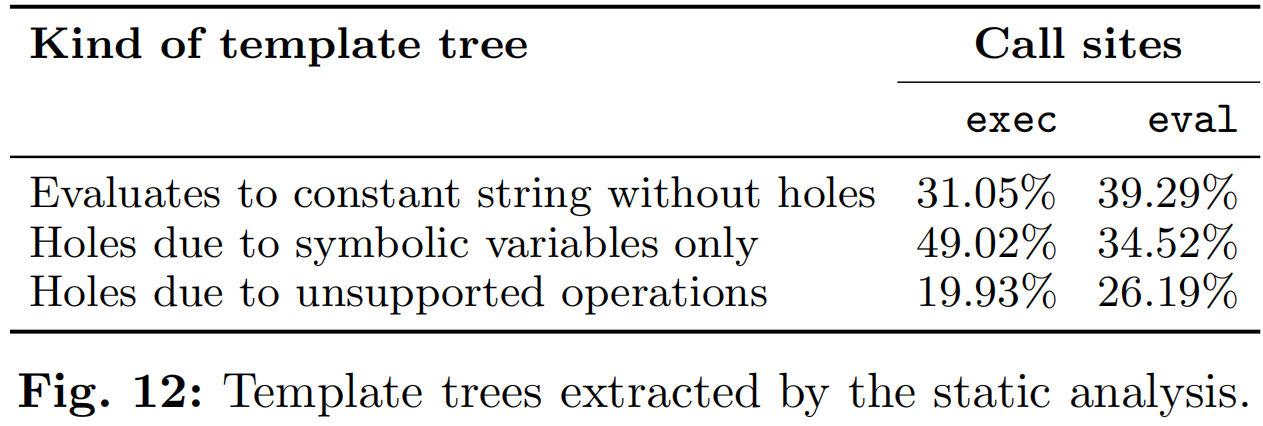 Kind of template tree Call sites
exec eval
Evaluates to constant string without holes 31.05% 39.29%
Holes due to symbolic variables only 49.02% 34.52%
Holes due to unsupported operations 19.93% 26.19%
Fig. 12: Template trees extracted by the static analysis.